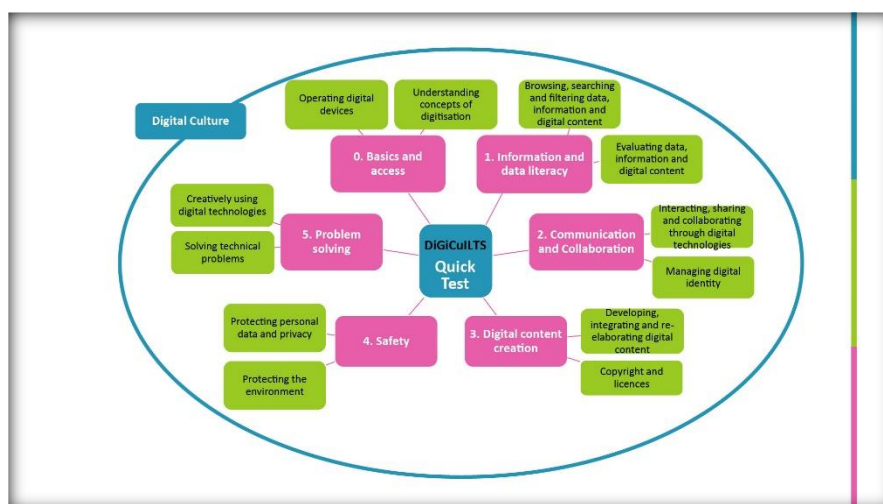 Digital Culture
Operating digital
devices
Understanding
concepts of
digitisation
0. Basics and
access
Browsing, searching
and filtering data,
information and
digital content
1. Information and
data literacy
Evaluating data,
information and
digital content
Creatively using
digital technologies
5. Problem
solving
Solving technical
problems
DiGiCulLTS
Quick
Test
2. Communication
and Collaboration
Interacting, sharing
and collaborating
through digital
technologies
Managing digital
identity
Protecting personal
data and privacy
4. Safety
Protecting the
environment
3. Digital content
creation
Developing,
integrating and re-
elaborating digital
content
Copyright and
licences